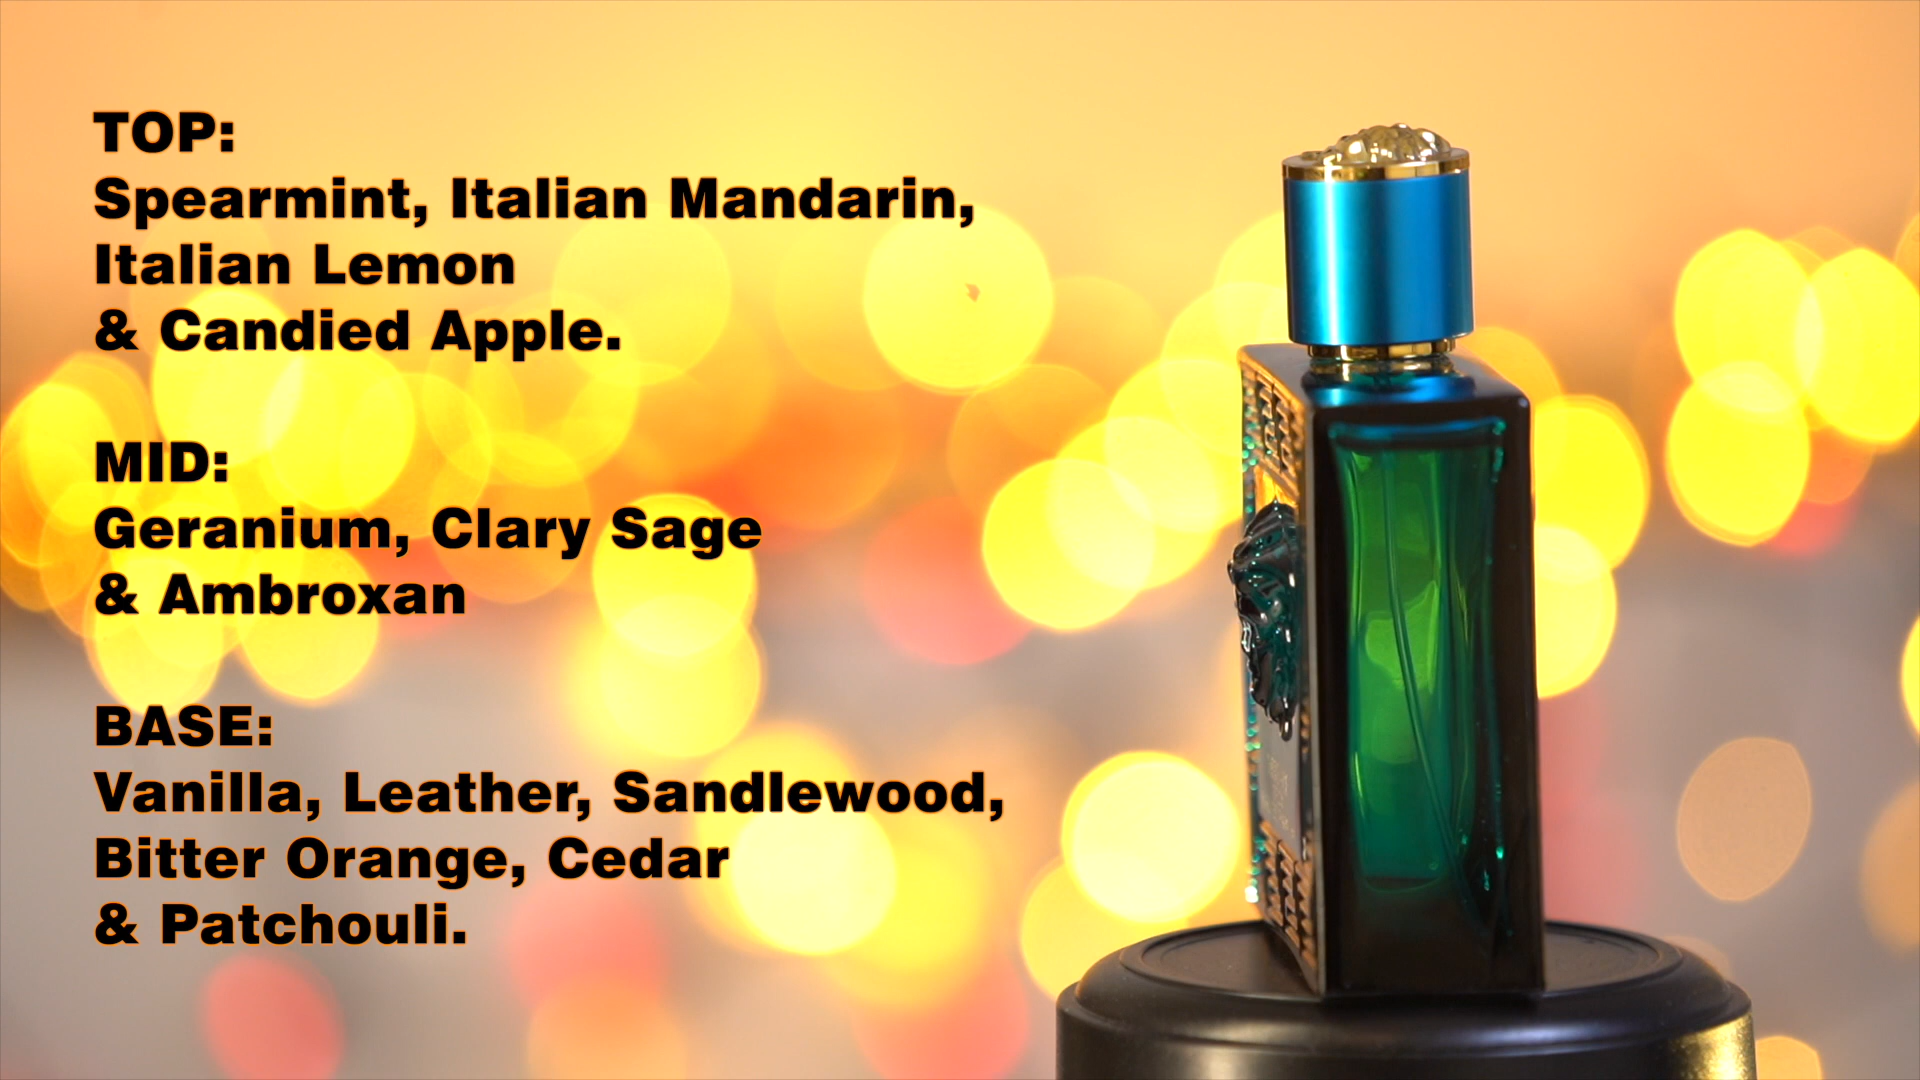 TOP:
Spearmint, Italian Mandarin,
Italian Lemon
& Candied Apple.
MID:
Geranium, Clary Sage
& Ambroxan
BASE:
Vanilla, Leather, Sandlewood,
Bitter Orange, Cedar
& Patchouli.